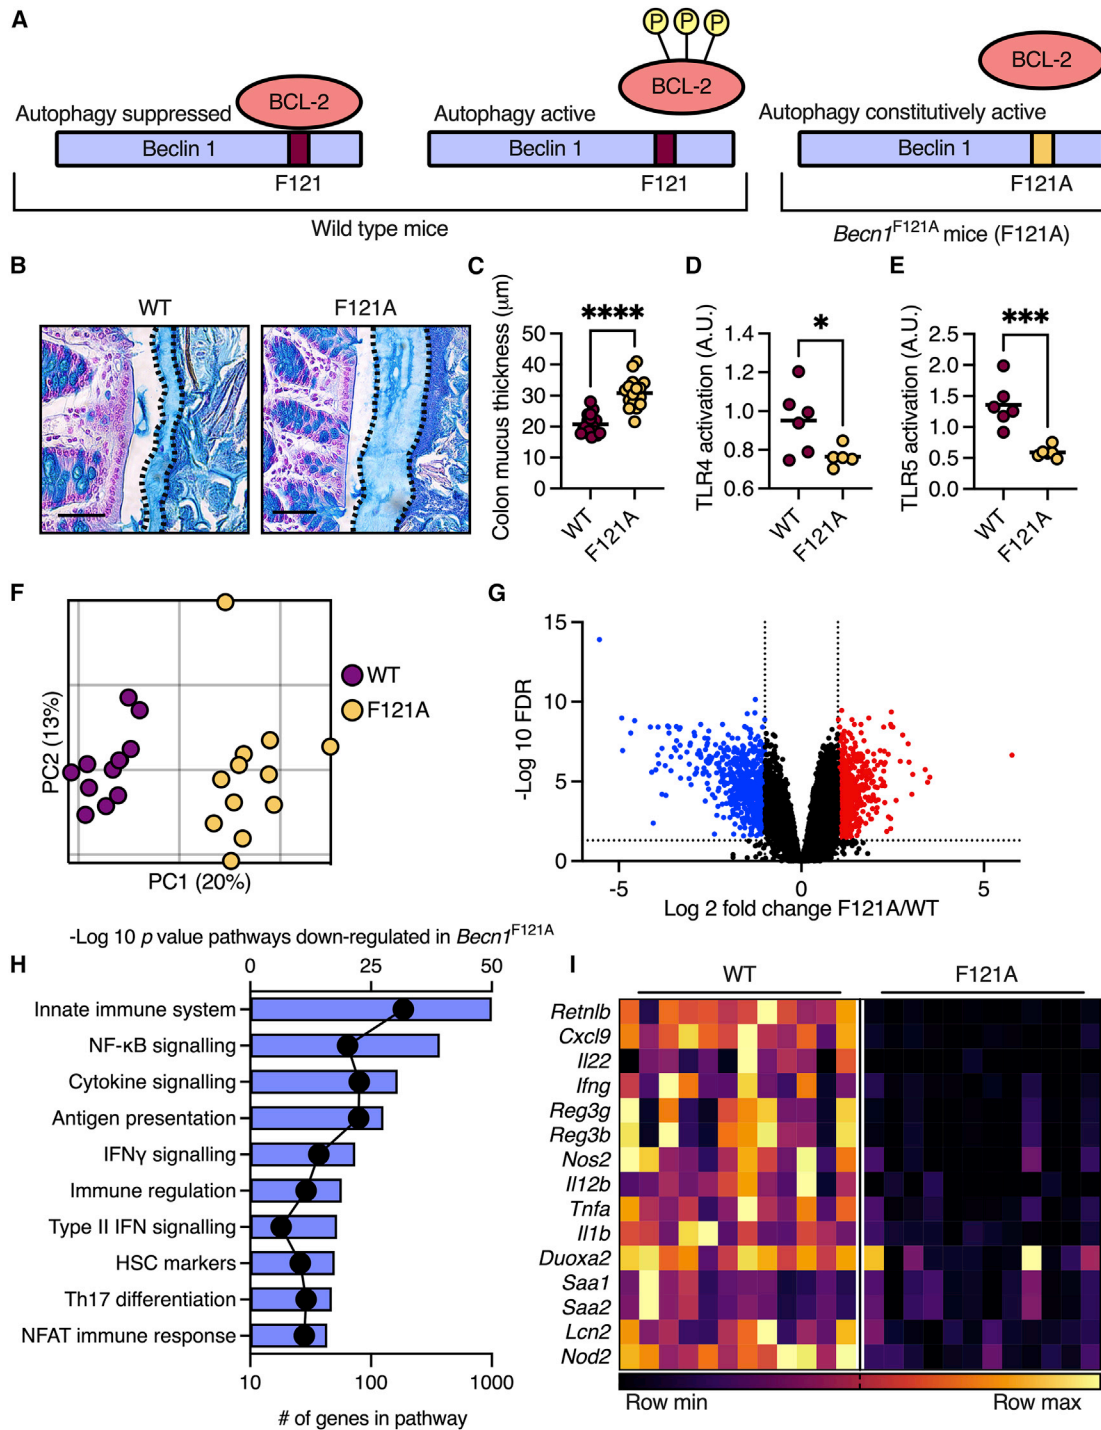 A
P P P
BCL-2
BCL-2
BCL-2
Autophagy suppressed
Autophagy active
Autophagy constitutively active
Beclin 1
Beclin 1
Beclin 1
F121
F121
F121A
Wild type mice
Becn1F121A mice (F121A)
B
WT
F121A
C
Colon mucus thickness (μm)
****
50
40
30
20
10
0
WT
F121A
D
TLR4 activation (A.U.)
*
1.4
1.2
1.0
0.8
0.6
WT
F121A
E
TLR5 activation (A.U.)
***
2.5
2.0
1.5
1.0
0.5
0.0
WT
F121A
F
PC2 (13%)
PC1 (20%)
WT
F121A
G
-Log 10 FDR
15
10
5
0
-5
0
5
Log 2 fold change F121A/WT
-Log 10 p value pathways down-regulated in Becn1F121A
H
0
25
50
Innate immune system
NF-κB signalling
Cytokine signalling
Antigen presentation
IFNγ signalling
Immune regulation
Type II IFN signalling
HSC markers
Th17 differentiation
NFAT immune response
10
100
1000
# of genes in pathway
I
WT
F121A
Retnlb
Cxcl9
Il22
Ifng
Reg3g
Reg3b
Nos2
Il12b
Tnfa
Il1b
Duoxa2
Saa1
Saa2
Lcn2
Nod2
Row min
Row max